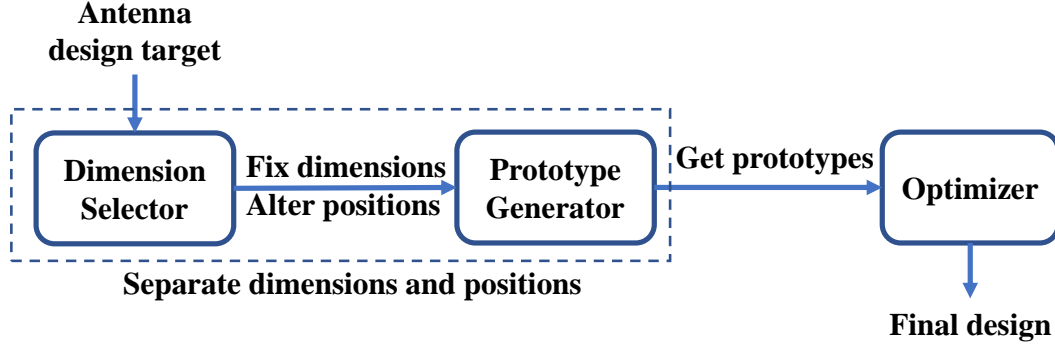 Antenna
design target
Dimension
Selector
Fix dimensions
Alter positions
Prototype
Generator
Get prototypes
Optimizer
Separate dimensions and positions
Final design